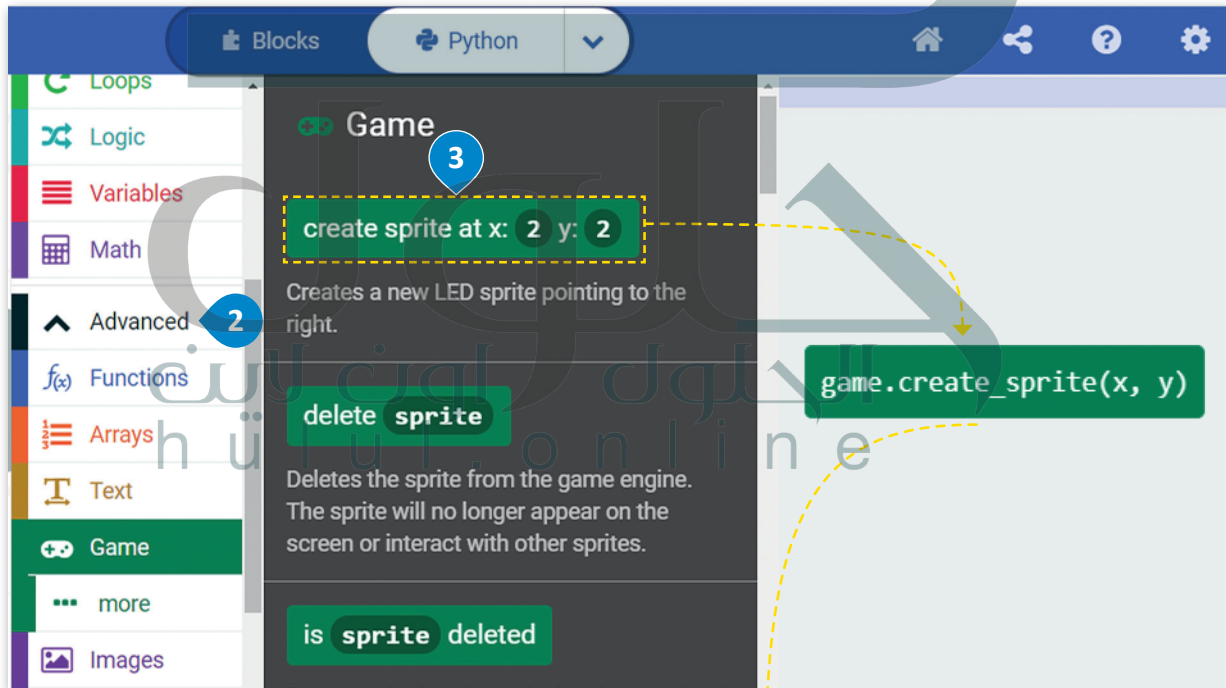 Blocks
Python
Loops
Logic
Variables
Math
Advanced
2
Functions
Arrays
Text
Game
more
Images
Game
3
create sprite at x: 2 y: 2
Creates a new LED sprite pointing to the
right.
delete sprite
Deletes the sprite from the game engine.
The sprite will no longer appear on the
screen or interact with other sprites.
is sprite deleted
game.create_sprite(x, y)
حلول
الحلول اون لاين
hulul.online